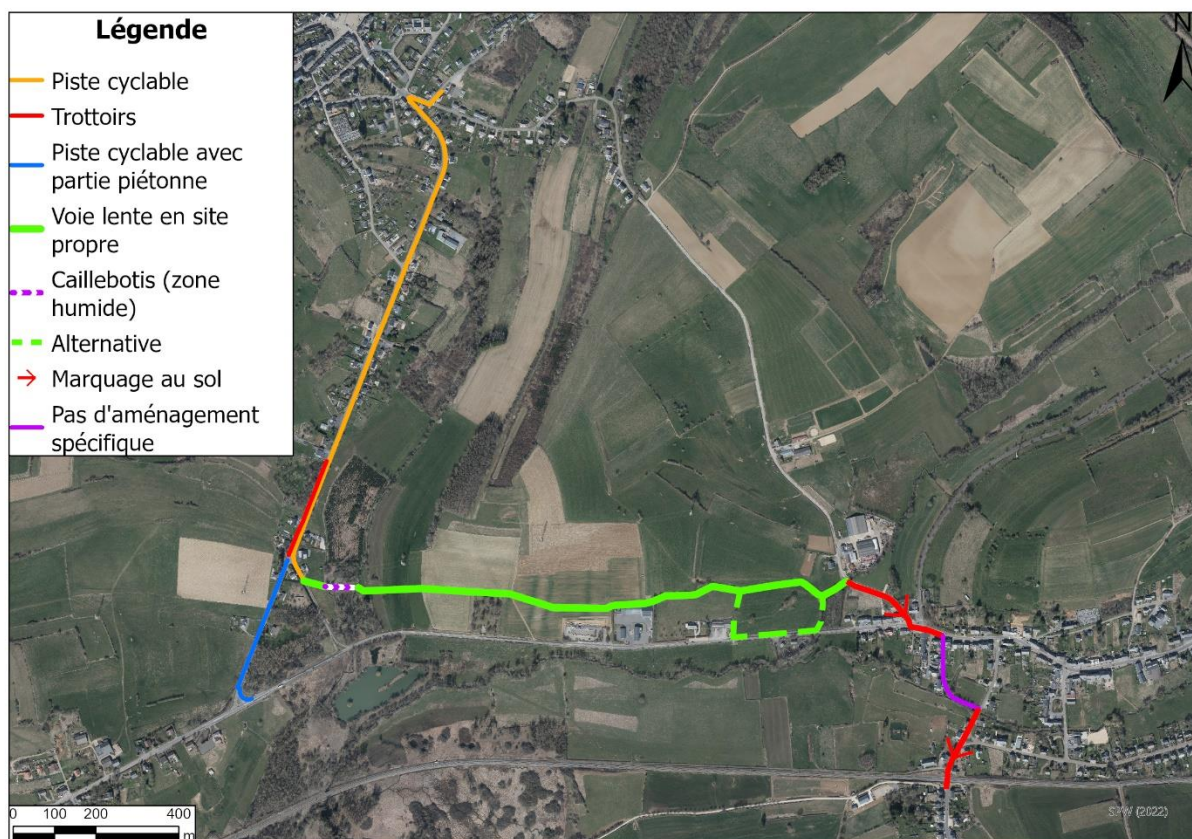 Légende
Piste cyclable
Trottoirs
Piste cyclable avec
partie piétonne
Voie lente en site
propre
Caillebotis (zone
humide)
Alternative
Marquage au sol
Pas d'aménagement
spécifique
N
0 100 200 400
m
SPW (2022)